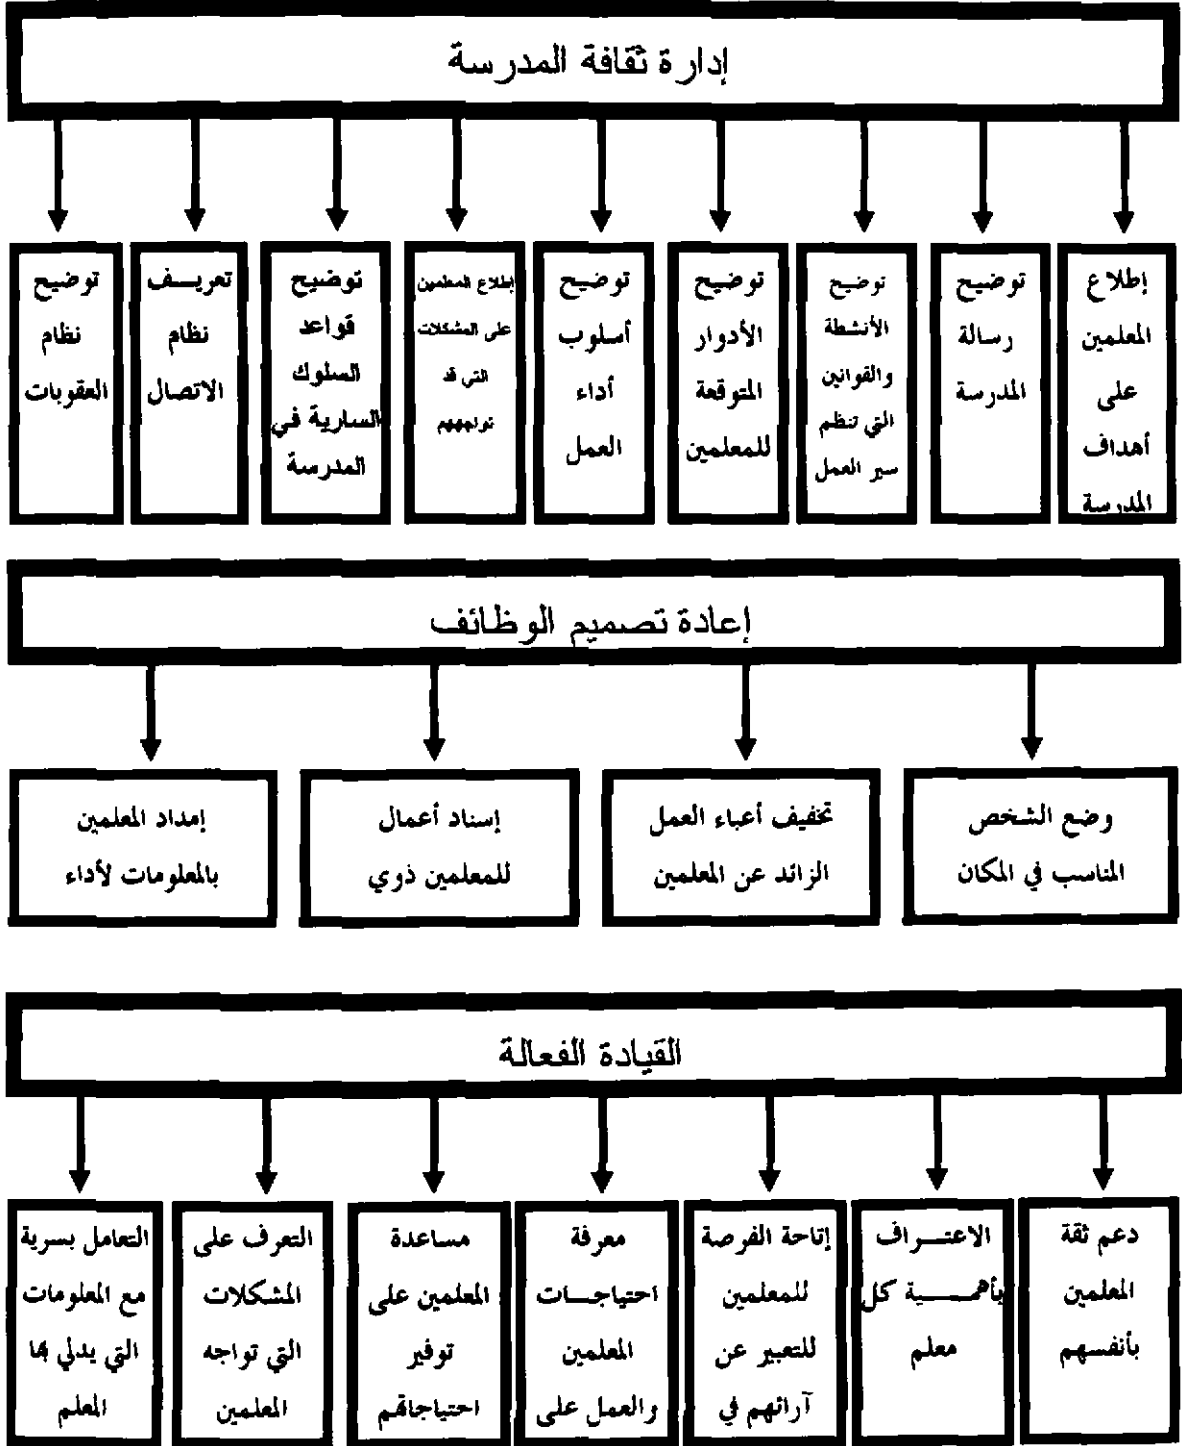 إدارة ثقافة المدرسة
إطلاع
المعلمين
على
أهداف
المدرسة
توضيح
رسالة
المدرسة
توضيح
الأنشطة
والقوانين
التي تنظم
سير العمل
توضيح
الأدوار
المتوقعة
للمعلمين
توضيح
أسلوب
أداء
العمل
إطلاع المعلمين
على المشكلات
التي قد
تواجههم
توضيح
قواعد
السلوك
السارية في
المدرسة
تعريف
نظام
الاتصال
توضيح
نظام
العقوبات
إعادة تصميم الوظائف
وضع الشخص
المناسب في المكان
تخفيف أعباء العمل
الزائد عن المعلمين
إسناد أعمال
للمعلمين ذوي
إمداد المعلمين
بالمعلومات لأداء
القيادة الفعالة
دعم ثقة
المعلمين
بأنفسهم
الاعتراف
بأهمية كل
معلم
إتاحة الفرصة
للمعلمين
للتعبير عن
آرائهم في
معرفة
احتياجات
المعلمين
والعمل على
مساعدة
المعلمين على
توفير
احتياجاتهم
التعرف على
المشكلات
التي تواجه
المعلمين
التعامل بسرية
مع المعلومات
التي يدلي بها
المعلم